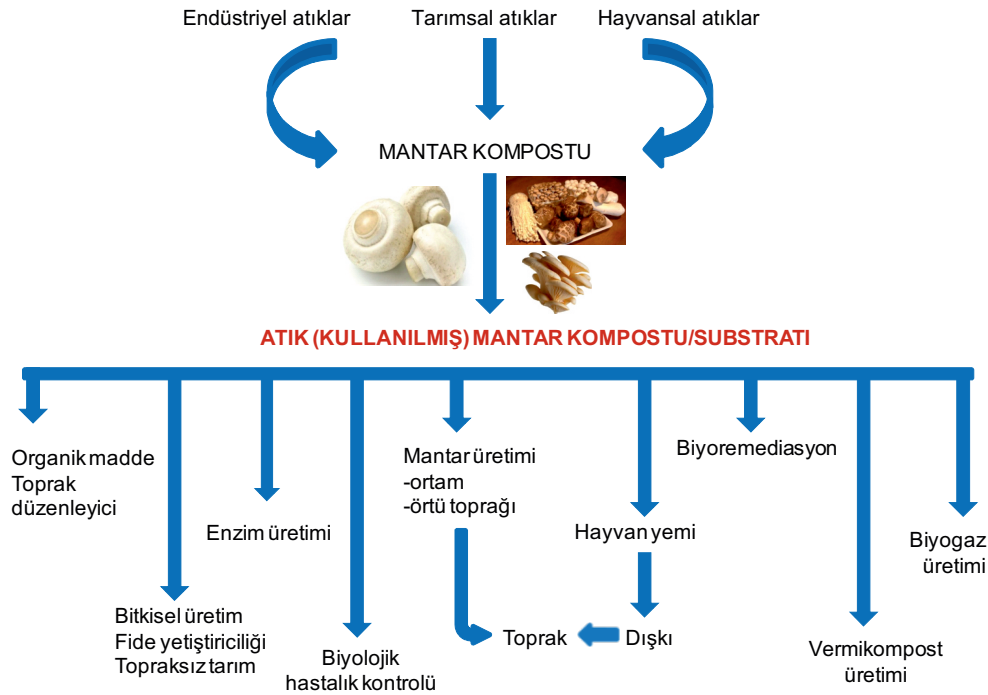 Endüstriyel atıklar
Tarımsal atıklar
Hayvansal atıklar
MANTAR KOMPOSTU
ATIK (KULLANILMIŞ) MANTAR KOMPOSTU/SUBSTRATI
Organik madde
Toprak
düzenleyici
Bitkisel üretim
Fide yetiştiriciliği
Topraksız tarım
Enzim üretimi
Biyolojik
hastalık kontrolü
Mantar üretimi
-ortam
-örtü toprağı
Toprak
Hayvan yemi
Dışkı
Biyoremediasyon
Vermikompost
üretimi
Biyogaz
üretimi